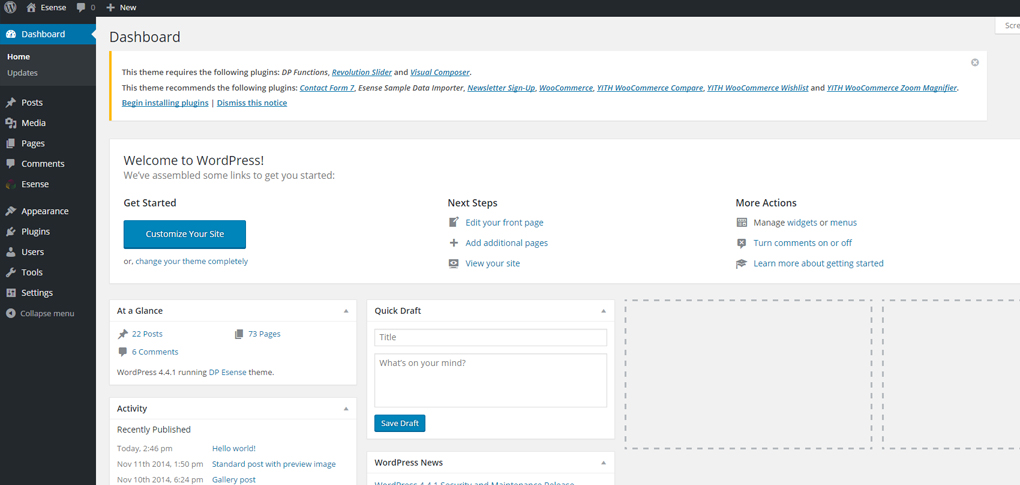 Esense 0 + New
Scre
Dashboard
Home
Updates
Posts
Media
Pages
Comments
Esense
Appearance
Plugins
Users
Tools
Settings
Collapse menu
Dashboard
This theme requires the following plugins: DP Functions, Revolution Slider and Visual Composer.
This theme recommends the following plugins: Contact Form 7, Esense Sample Data Importer, Newsletter Sign-Up, WooCommerce, YITH WooCommerce Compare, YITH WooCommerce Wishlist and YITH WooCommerce Zoom Magnifier.
Begin installing plugins | Dismiss this notice
Welcome to WordPress!
We've assembled some links to get you started:
Get Started
Customize Your Site
or, change your theme completely
Next Steps
Edit your front page
Add additional pages
View your site
More Actions
Manage widgets or menus
Turn comments on or off
Learn more about getting started
At a Glance
22 Posts 73 Pages
6 Comments
WordPress 4.4.1 running DP Esense theme.
Activity
Recently Published
Today, 2:46 pm Hello world!
Nov 11th 2014, 1:50 pm Standard post with preview image
Nov 10th 2014, 6:24 pm Gallery post
Quick Draft
Title
What's on your mind?
Save Draft
WordPress News
WordPress 4.4.1 Security and Maintenance Release